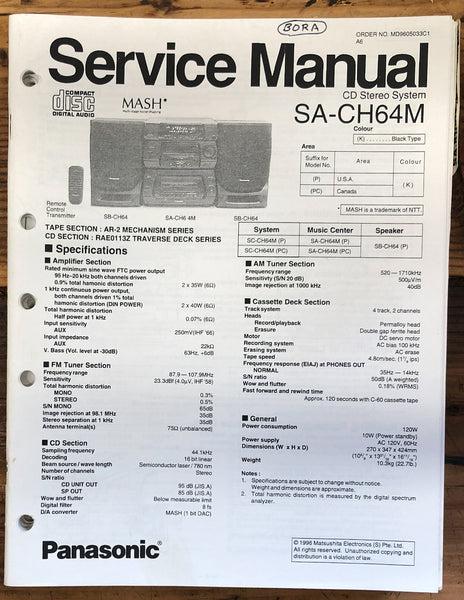 BORA
ORDER NO. MD9605033C1
A6
Service Manual
CD Stereo System
SA-CH64M
COMPACT
disc
DIGITAL AUDIO
MASH*
Multi-stage Noise Shaping
Colour
(K) ......... Black Type
Area
Suffix for Model No. Area Colour
(P) U.S.A. (K)
(PC) Canada
* MASH is a trademark of NTT.
Remote
Control
Transmitter
SB-CH64 SA-CH6 4M SB-CH64
TAPE SECTION : AR-2 MECHANISM SERIES
CD SECTION : RAE0113Z TRAVERSE DECK SERIES
System Music Center Speaker
SC-CH64M (P) SA-CH64M (P) SB-CH64 (P)
SC-CH64M (PC) SA-CH64M (PC)
■ Specifications
■ Amplifier Section
Rated minimum sine wave FTC power output
95 Hz–20 kHz both channels driven
0.9% total harmonic distortion 2 x 35W (6Ω)
1 kHz continuous power output,
both channels driven 1% total
harmonic distortion (DIN POWER) 2 x 40W (6Ω)
Total harmonic distortion
Half power at 1 kHz 0.07% (6Ω)
Input sensitivity
AUX 250mV(IHF '66)
Input impedance
AUX 22kΩ
V. Bass (Vol. level at -30dB) 63Hz, +6dB
■ FM Tuner Section
Frequency range 87.9 — 107.9MHz
Sensitivity 23.3dBf (4.0μV, IHF '58)
Total harmonic distortion
MONO 0.3%
STEREO 0.5%
S/N MONO 65dB
Image rejection at 98.1 MHz 35dB
Stereo separation at 1 kHz 35dB
Antenna terminal(s) 75Ω (unbalanced)
■ CD Section
Sampling frequency 44.1kHz
Decoding 16 bit linear
Beam source / wave length Semiconductor laser / 780 nm
Number of channels Stereo
S/N ratio
CD UNIT OUT 95 dB (JIS.A)
SP OUT 85 dB (JIS.A)
Wow and flutter Below measurable limit
Digital filter 8 fs
D/A converter MASH (1 bit DAC)
■ AM Tuner Section
Frequency range 520 — 1710kHz
Sensitivity (S/N 20 dB) 500μV/m
Image rejection at 1000 kHz 40dB
■ Cassette Deck Section
Track system 4 track, 2 channels
Heads
Record/playback Permalloy head
Erasure Double gap ferrite head
Motor DC servo motor
Recording system AC bias 100 kHz
Erasing system AC erase
Tape speed 4.8cm/sec. (1⁷/₈ ips)
Frequency response (EIAJ) at PHONES OUT
NORMAL 35Hz — 14kHz
S/N ratio 50dB (A weighted)
Wow and flutter 0.18% (WRMS)
Fast forward and rewind time
Approx. 120 seconds with C-60 cassette tape
■ General
Power consumption 120W
10W (Power standby)
Power supply AC 120V, 60Hz
Dimensions (W x H x D) 270 x 347 x 424mm
Weight 10.3kg (22.7lb.)
Notes :
1. Specifications are subject to change without notice.
Weight and dimensions are approximate.
2. Total harmonic distortion is measured by the digital spectrum
analyzer.
Panasonic
© 1996 Matsushita Electronics (S) Pte. Ltd.
All rights reserved. Unauthorized copying and
distribution is a violation of law.